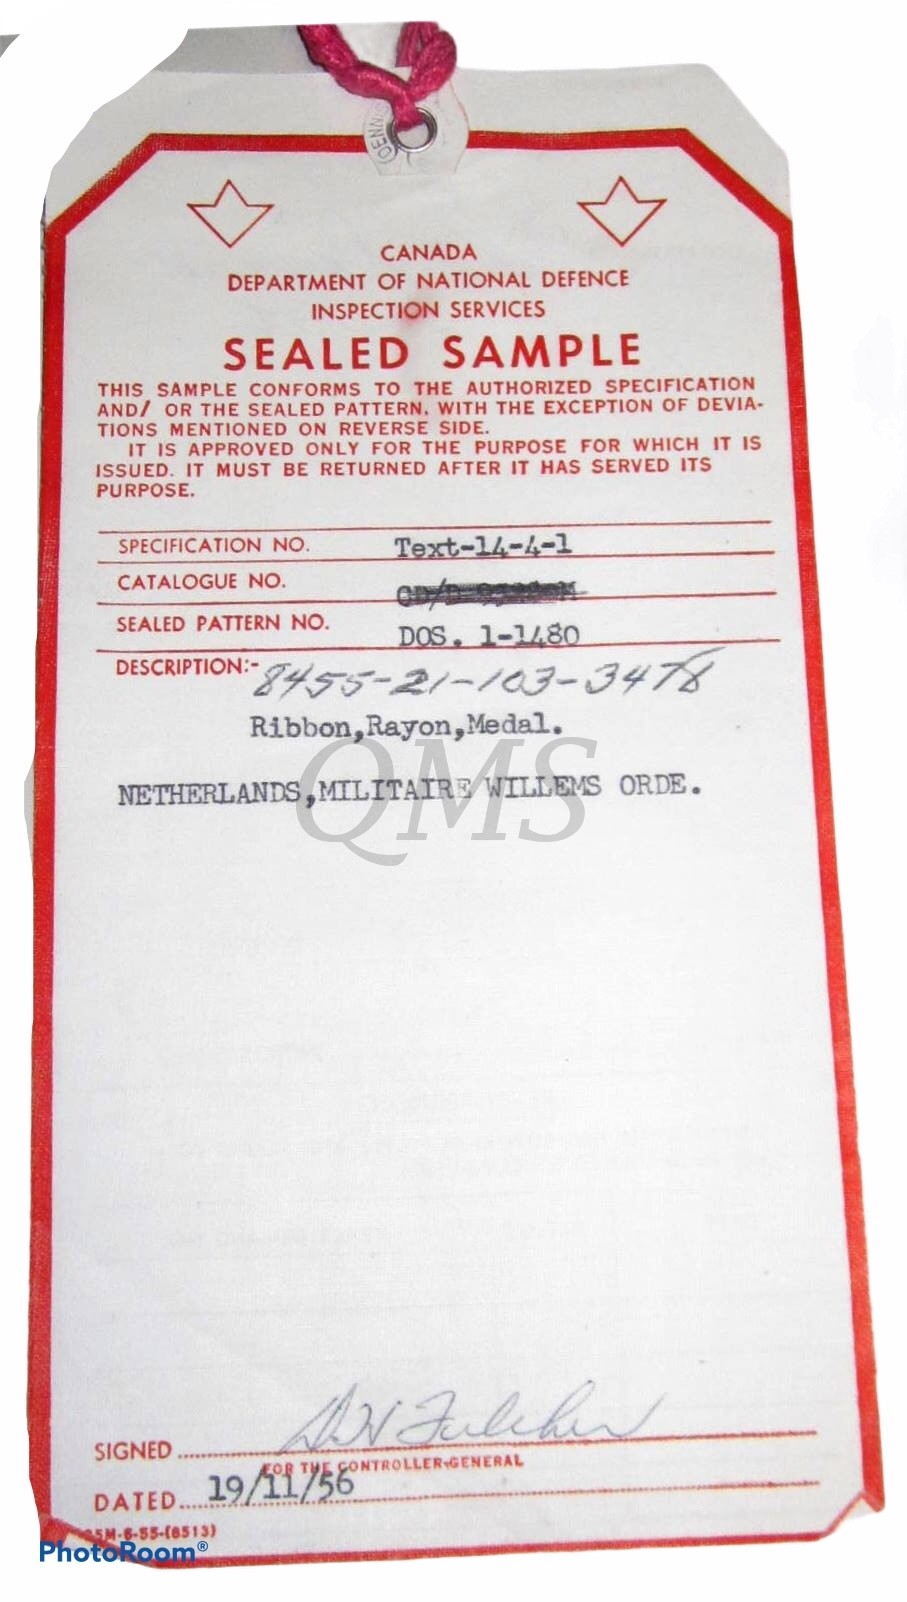 CANADA
DEPARTMENT OF NATIONAL DEFENCE
INSPECTION SERVICES
SEALED SAMPLE
THIS SAMPLE CONFORMS TO THE AUTHORIZED SPECIFICATION
AND/ OR THE SEALED PATTERN, WITH THE EXCEPTION OF DEVIA-
TIONS MENTIONED ON REVERSE SIDE.
IT IS APPROVED ONLY FOR THE PURPOSE FOR WHICH IT IS
ISSUED. IT MUST BE RETURNED AFTER IT HAS SERVED ITS
PURPOSE.
SPECIFICATION NO. Text-14-4-1
CATALOGUE NO.
SEALED PATTERN NO. DOS. 1-1480
DESCRIPTION:- 8455-21-103-3478
Ribbon,Rayon,Medal.
QMS
NETHERLANDS,MILITAIRE WILLEMS ORDE.
SIGNED
FOR THE CONTROLLER-GENERAL
DATED 19/11/56
5M-6-55-(8513)
PhotoRoom®